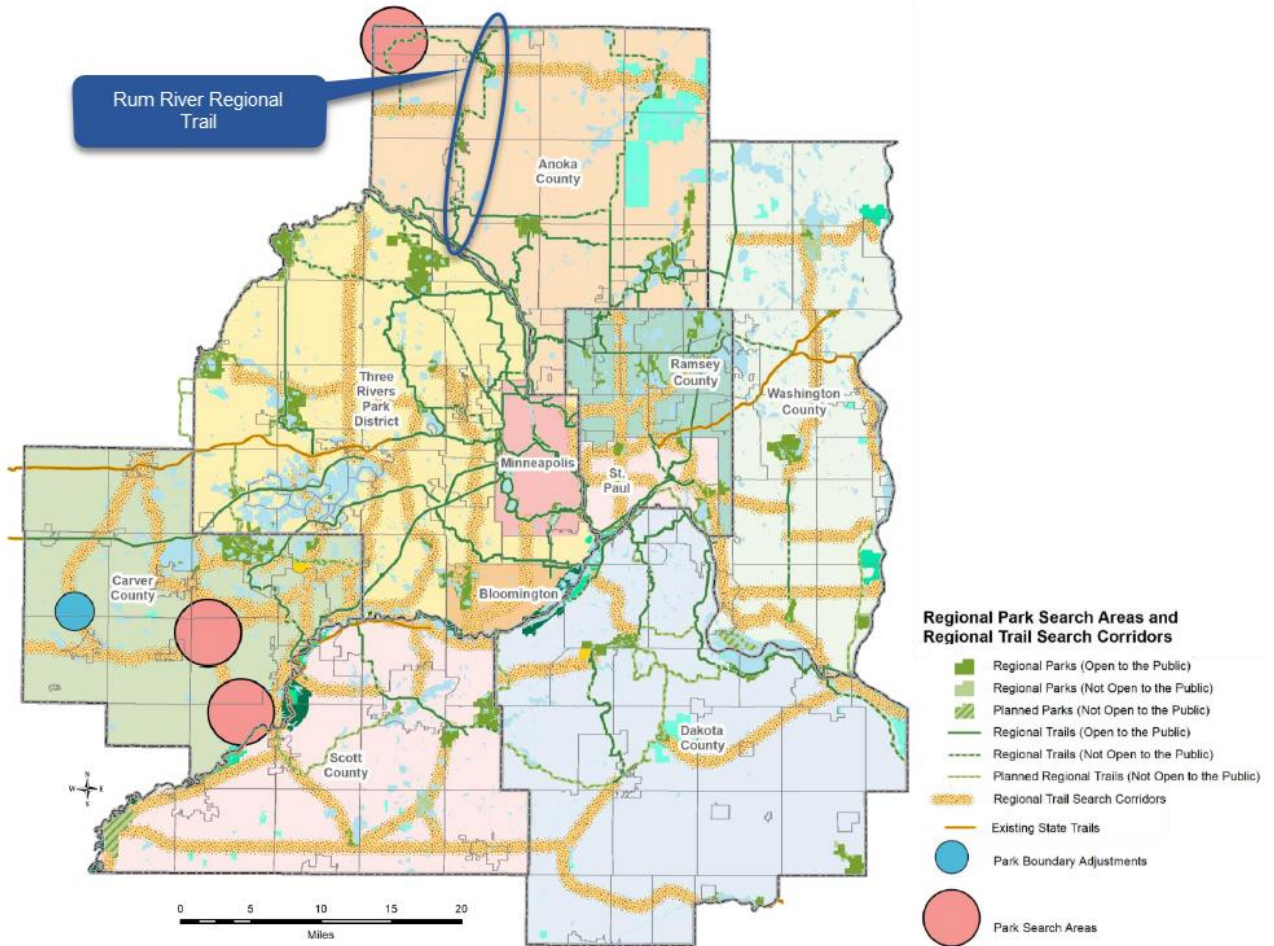 Rum River Regional
Trail
Anoka
County
Three
Rivers
Park
District
Ramsey
County
Washington
County
Minneapolis
St.
Paul
Carver
County
Bloomington
Scott
County
Dakota
County
N
W E
S
0 5 10 15 20
Miles
Regional Park Search Areas and
Regional Trail Search Corridors
Regional Parks (Open to the Public)
Regional Parks (Not Open to the Public)
Planned Parks (Not Open to the Public)
Regional Trails (Open to the Public)
Regional Trails (Not Open to the Public)
Planned Regional Trails (Not Open to the Public)
Regional Trail Search Corridors
Existing State Trails
Park Boundary Adjustments
Park Search Areas